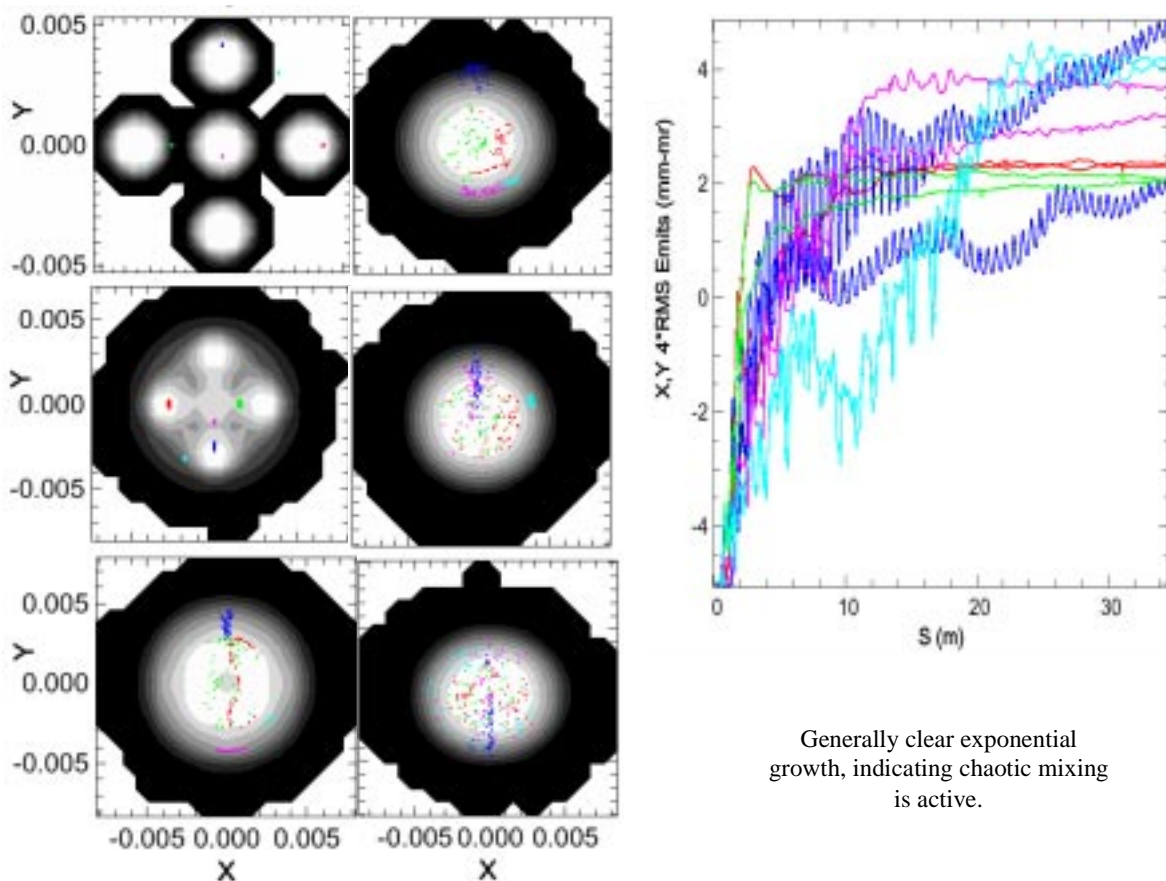 0.005
Y
0.000
-0.005
0.005
Y
0.000
-0.005
0.005
Y
0.000
-0.005
-0.005 0.000 0.005
X
-0.005 0.000 0.005
X
X,Y 4*RMS Emits (mm-mr)
4
2
0
-2
-4
0 10 20 30
S (m)
Generally clear exponential
growth, indicating chaotic mixing
is active.